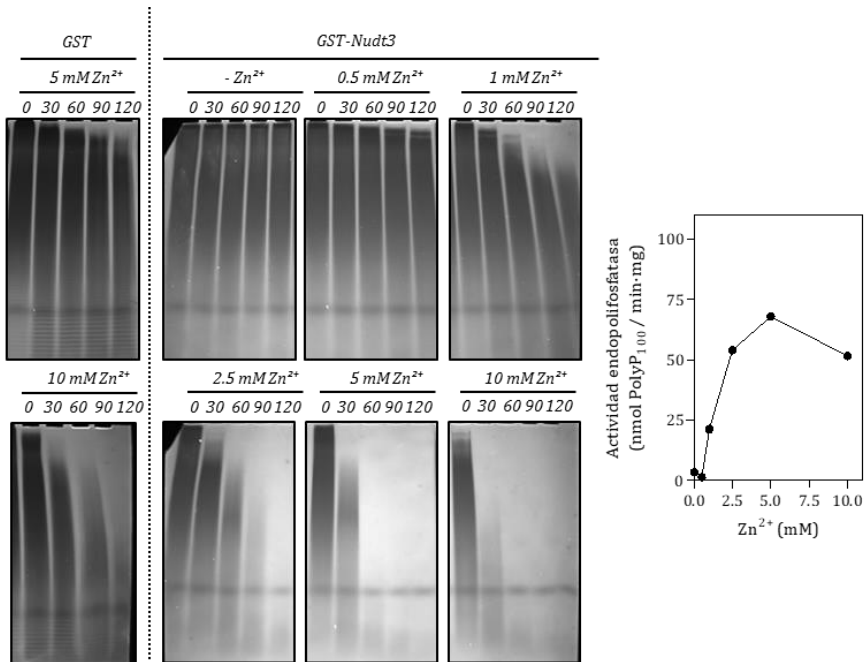 GST
GST-Nudt3
5 mM Zn²⁺
- Zn²⁺
0.5 mM Zn²⁺
1 mM Zn²⁺
0 30 60 90 120
0 30 60 90 120
0 30 60 90 120
0 30 60 90 120
10 mM Zn²⁺
2.5 mM Zn²⁺
5 mM Zn²⁺
10 mM Zn²⁺
0 30 60 90 120
0 30 60 90 120
0 30 60 90 120
0 30 60 90 120
Actividad endopolifosfatasa
(nmol PolyP₁₀₀ / min·mg)
100
75
50
25
0
0.0 2.5 5.0 7.5 10.0
Zn²⁺ (mM)